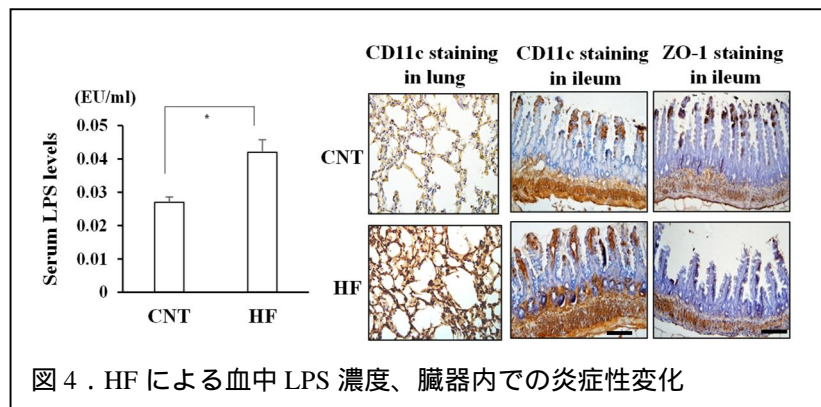 CD11c staining
in lung
CD11c staining
in ileum
ZO-1 staining
in ileum
(EU/ml)
Serum LPS levels
0.05
0.04
0.03
0.02
0.01
0
*
CNT
HF
CNT
HF
図 4．HF による血中 LPS 濃度、臓器内での炎症性変化